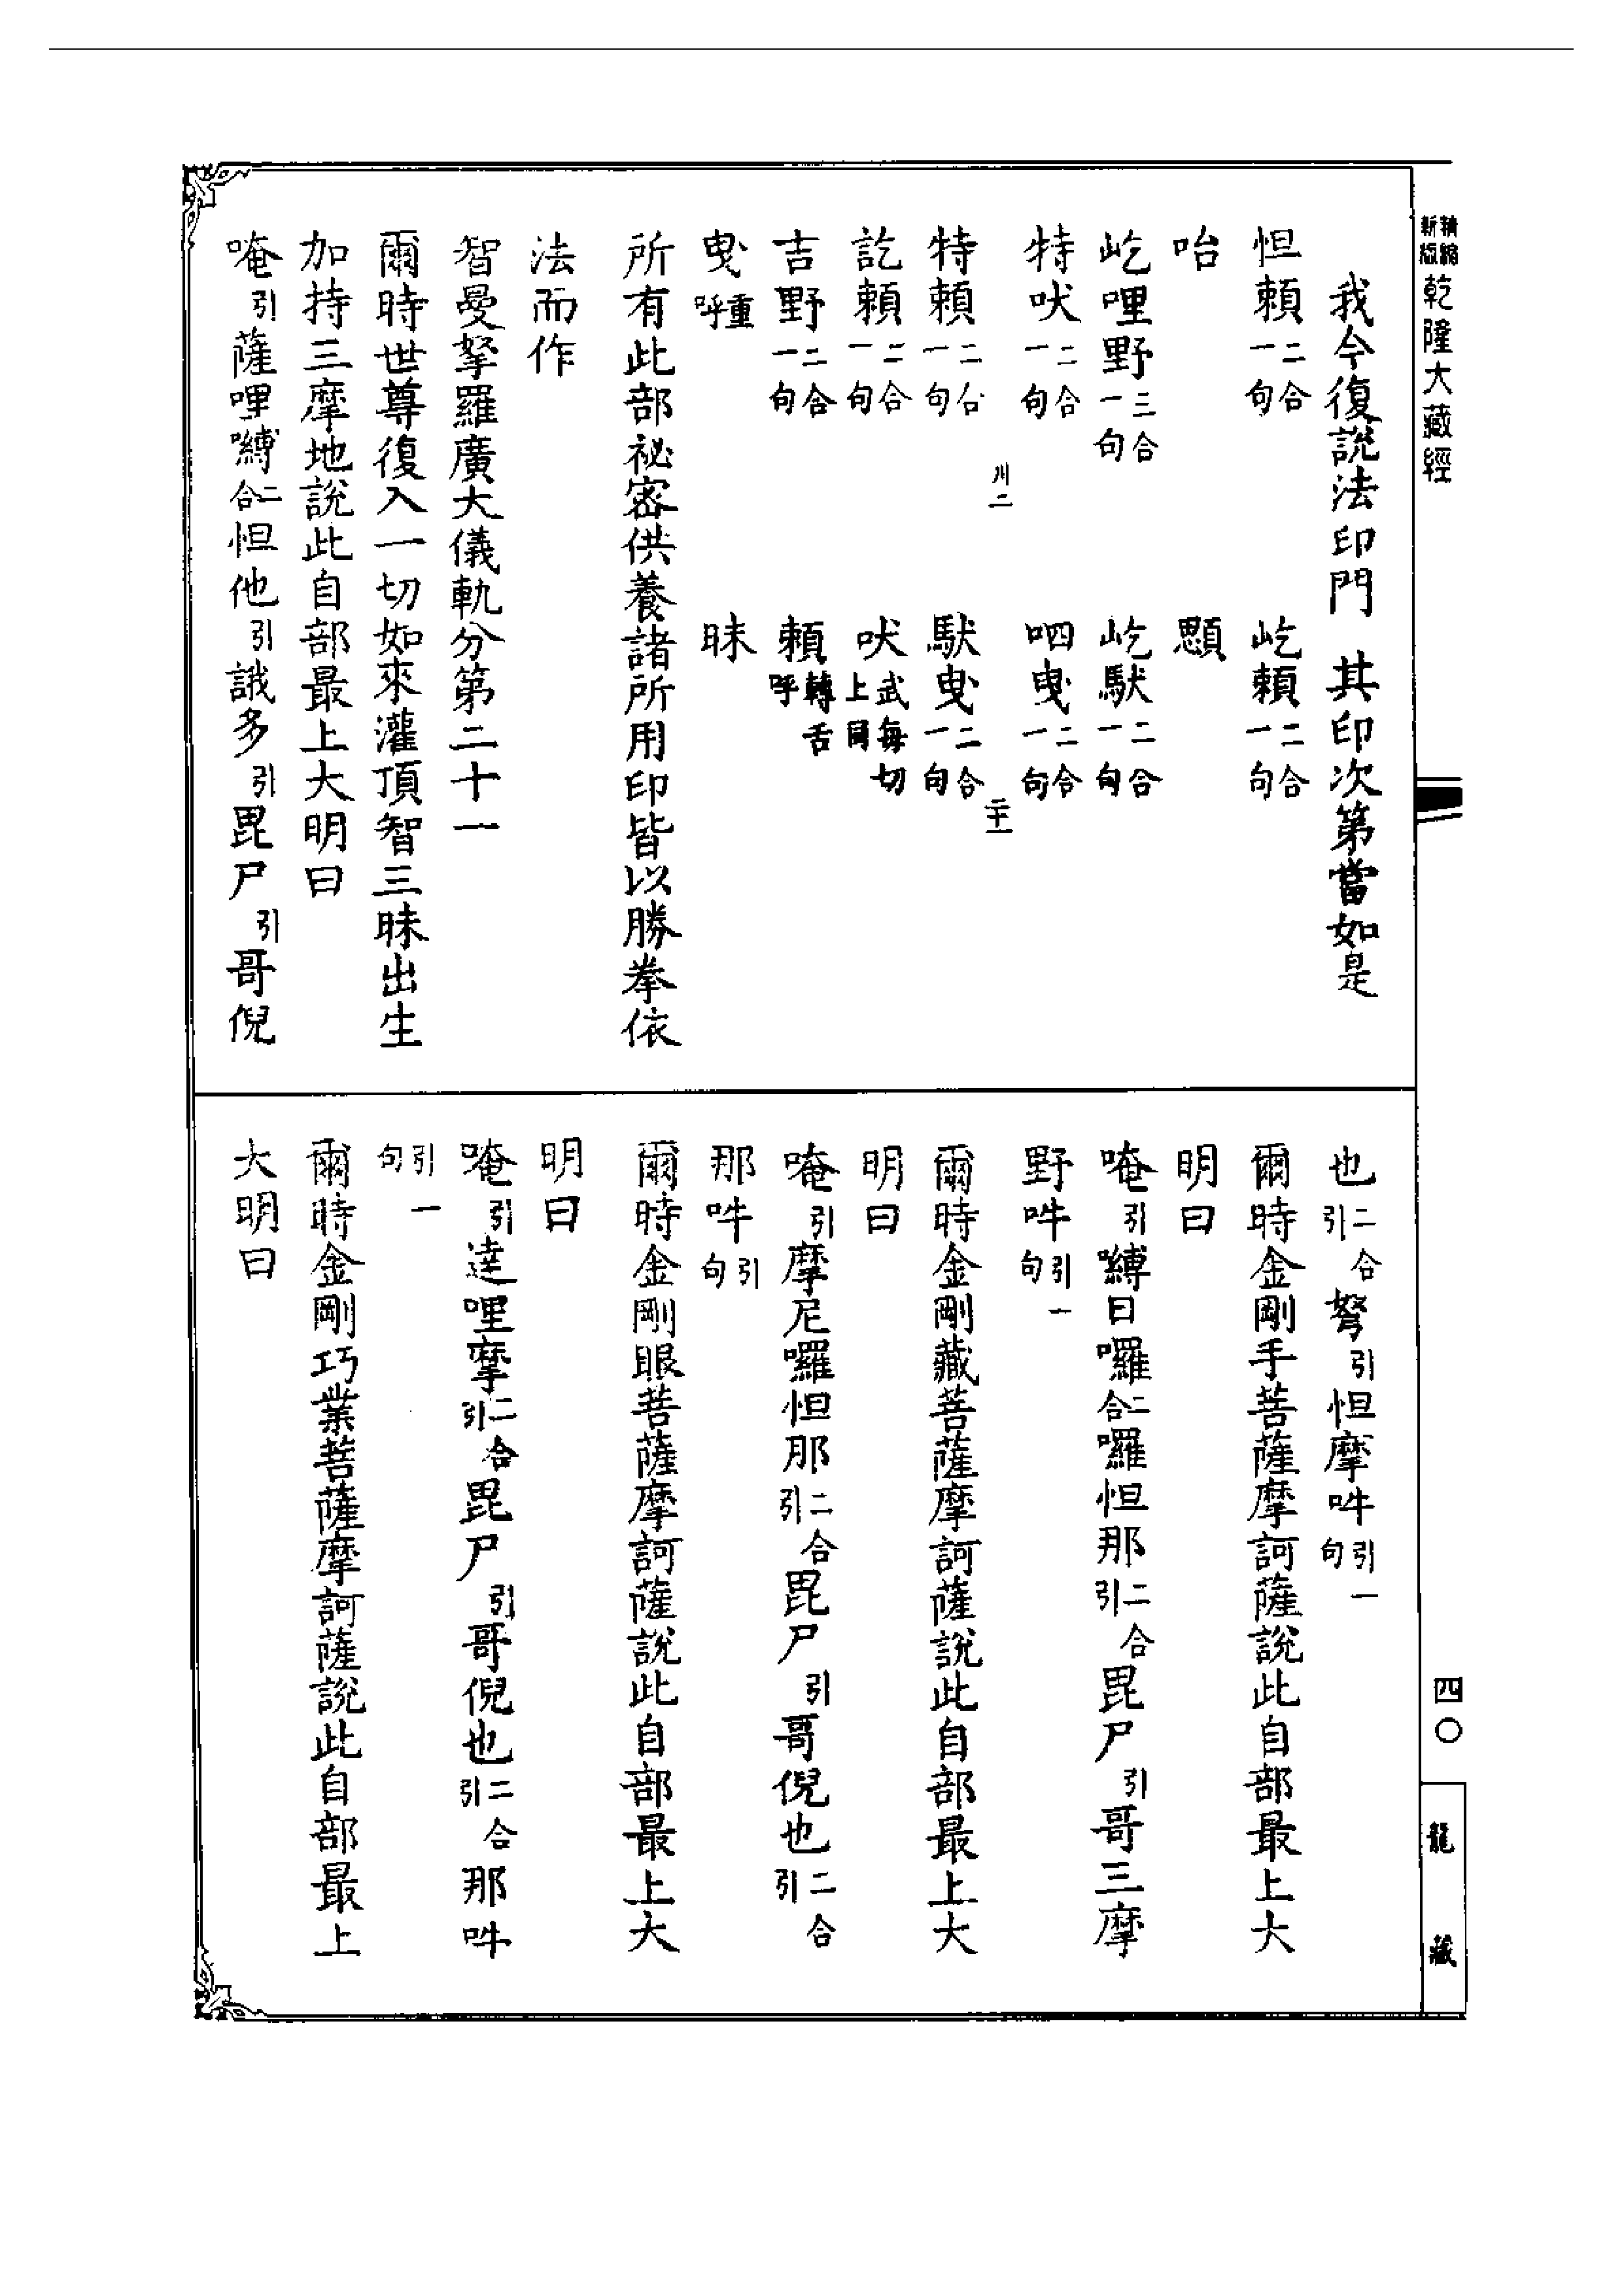 精縮新版
乾隆大藏經
四〇
龍藏
我今復說法印門　其印次第當如是
怛賴二合一句　屹賴二合一句
咍　顋
屹哩野三合一句　屹馱二合一句
特吠二合一句　呬曳二合一句
川二　二十一
特賴二合一句　馱曳二合一句
訖賴二合一句　吠武每切上同
吉野二合一句　賴轉舌呼
曳重呼　昧
所有此部祕密供養諸所用印皆以勝拳依
法而作
智曼拏羅廣大儀軌分第二十一
爾時世尊復入一切如來灌頂智三昧出生
加持三摩地說此自部最上大明曰
唵引薩哩嚩二合怛他引誐多引毘尸引哥倪
也二合引弩引怛摩吽引一句
爾時金剛手菩薩摩訶薩說此自部最上大
明曰
唵引嚩日囉二合囉怛那二合引毘尸引哥三摩
野吽引一句
爾時金剛藏菩薩摩訶薩說此自部最上大
明曰
唵引摩尼囉怛那二合引毘尸引哥倪也二合引
那吽引句
爾時金剛眼菩薩摩訶薩說此自部最上大
明曰
唵引達哩摩二合引毘尸引哥倪也二合引那吽
引一句
爾時金剛巧業菩薩摩訶薩說此自部最上
大明曰